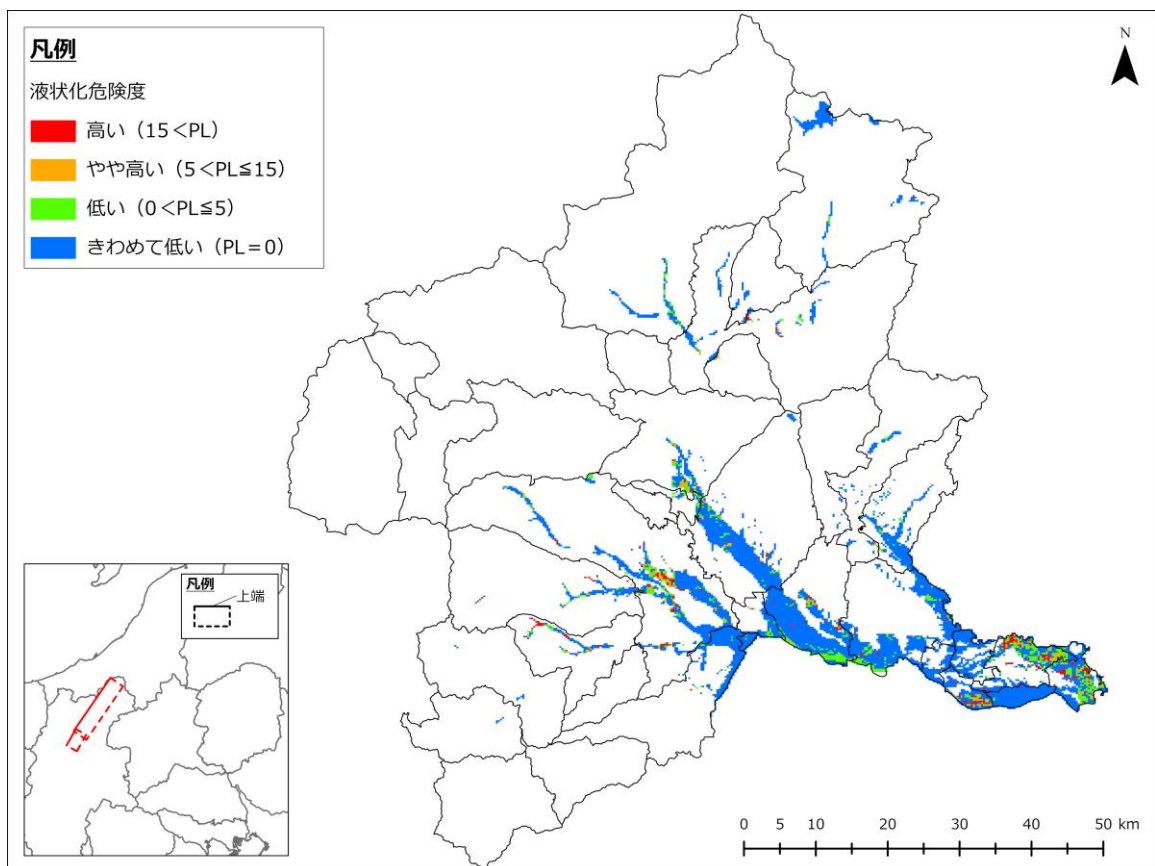 凡例
液状化危険度
高い（15＜PL）
やや高い（5＜PL≦15）
低い（0＜PL≦5）
きわめて低い（PL＝0）
N
凡例
上端
0 5 10 20 30 40 50 km